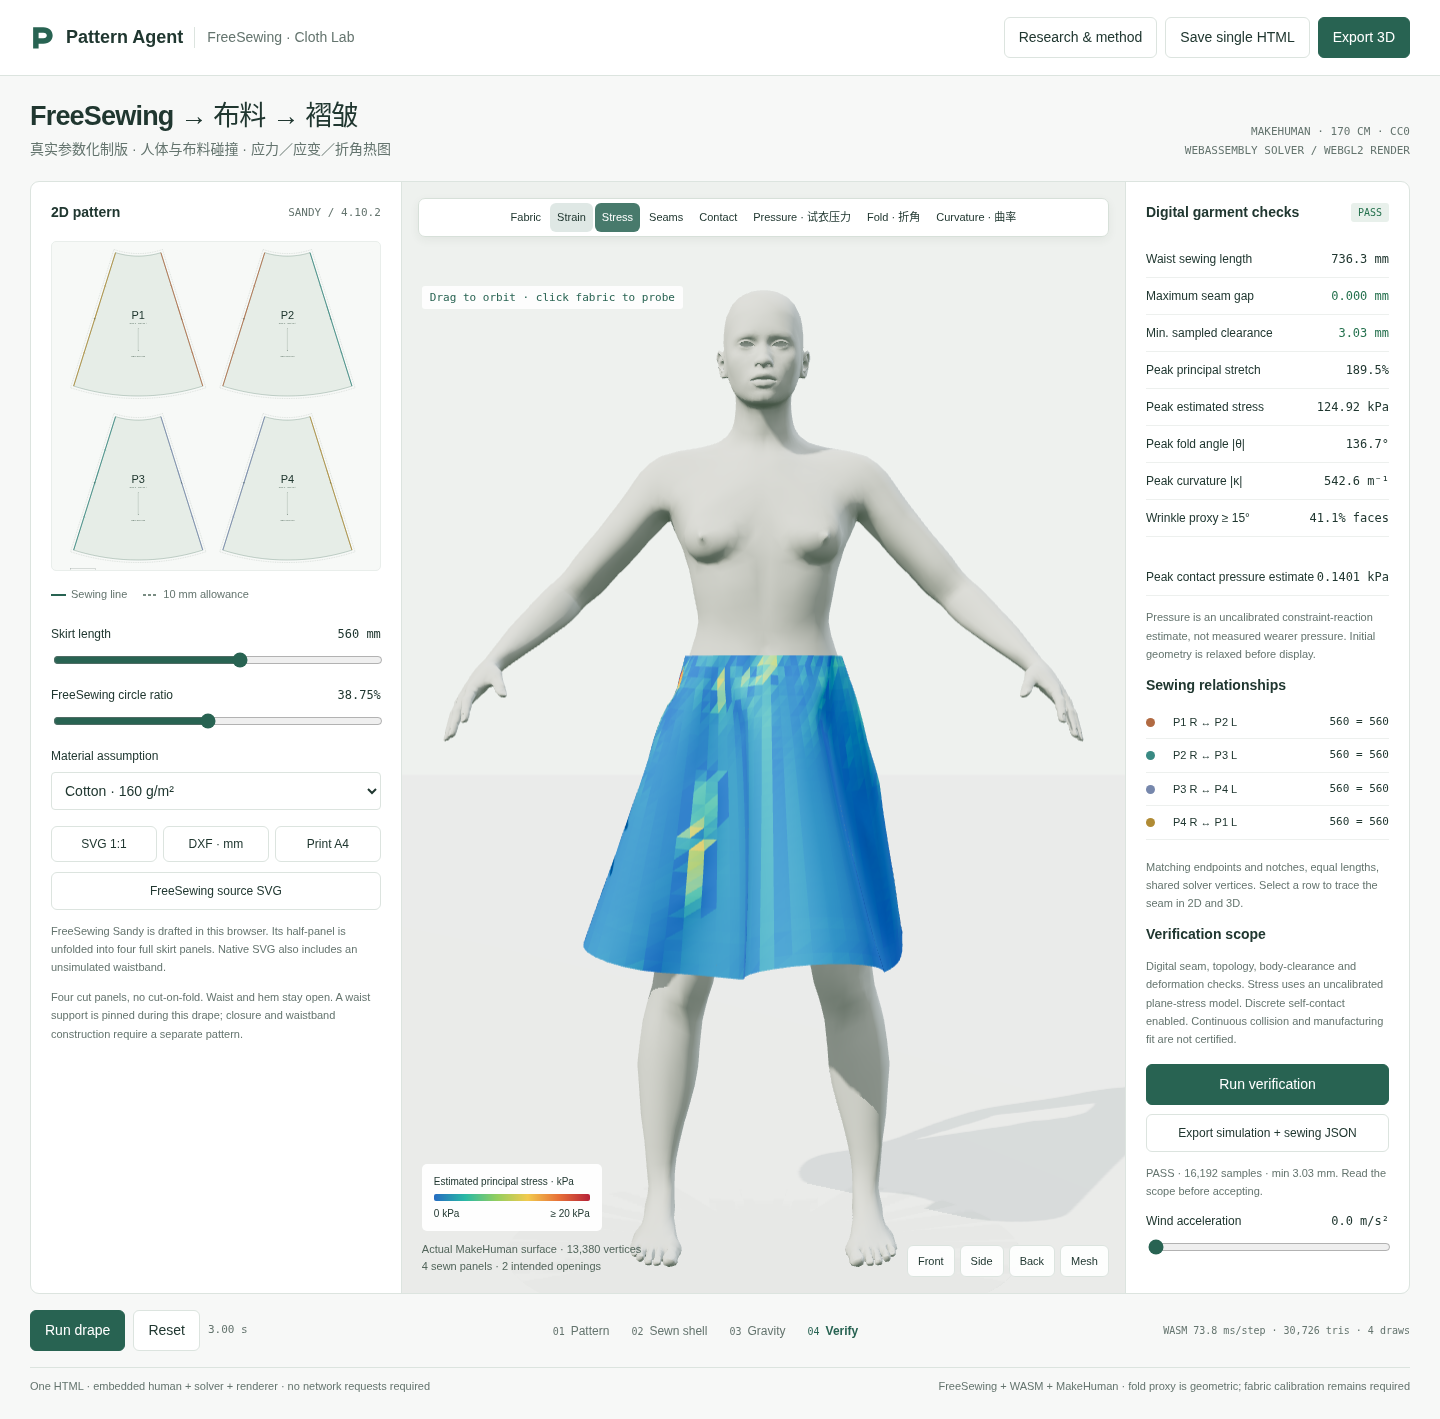 Pattern Agent
FreeSewing · Cloth Lab
Research & method
Save single HTML
Export 3D
FreeSewing → 布料 → 褶皱
真实参数化制版 · 人体与布料碰撞 · 应力／应变／折角热图
MAKEHUMAN · 170 CM · CC0
WEBASSEMBLY SOLVER / WEBGL2 RENDER
2D pattern
SANDY / 4.10.2
P1
P2
P3
P4
Sewing line
10 mm allowance
Skirt length
560 mm
FreeSewing circle ratio
38.75%
Material assumption
Cotton · 160 g/m²
SVG 1:1
DXF · mm
Print A4
FreeSewing source SVG
FreeSewing Sandy is drafted in this browser. Its half-panel is
unfolded into four full skirt panels. Native SVG also includes an
unsimulated waistband.
Four cut panels, no cut-on-fold. Waist and hem stay open. A waist
support is pinned during this drape; closure and waistband
construction require a separate pattern.
Fabric
Strain
Stress
Seams
Contact
Pressure · 试衣压力
Fold · 折角
Curvature · 曲率
Drag to orbit · click fabric to probe
Estimated principal stress · kPa
0 kPa
≥ 20 kPa
Actual MakeHuman surface · 13,380 vertices
4 sewn panels · 2 intended openings
Front
Side
Back
Mesh
Digital garment checks
PASS
Waist sewing length
736.3 mm
Maximum seam gap
0.000 mm
Min. sampled clearance
3.03 mm
Peak principal stretch
189.5%
Peak estimated stress
124.92 kPa
Peak fold angle |θ|
136.7°
Peak curvature |κ|
542.6 m⁻¹
Wrinkle proxy ≥ 15°
41.1% faces
Peak contact pressure estimate
0.1401 kPa
Pressure is an uncalibrated constraint-reaction
estimate, not measured wearer pressure. Initial
geometry is relaxed before display.
Sewing relationships
P1 R ↔ P2 L
560 = 560
P2 R ↔ P3 L
560 = 560
P3 R ↔ P4 L
560 = 560
P4 R ↔ P1 L
560 = 560
Matching endpoints and notches, equal lengths,
shared solver vertices. Select a row to trace the
seam in 2D and 3D.
Verification scope
Digital seam, topology, body-clearance and
deformation checks. Stress uses an uncalibrated
plane-stress model. Discrete self-contact
enabled. Continuous collision and manufacturing
fit are not certified.
Run verification
Export simulation + sewing JSON
PASS · 16,192 samples · min 3.03 mm. Read the
scope before accepting.
Wind acceleration
0.0 m/s²
Run drape
Reset
3.00 s
01 Pattern
02 Sewn shell
03 Gravity
04 Verify
WASM 73.8 ms/step · 30,726 tris · 4 draws
One HTML · embedded human + solver + renderer · no network requests required
FreeSewing + WASM + MakeHuman · fold proxy is geometric; fabric calibration remains required